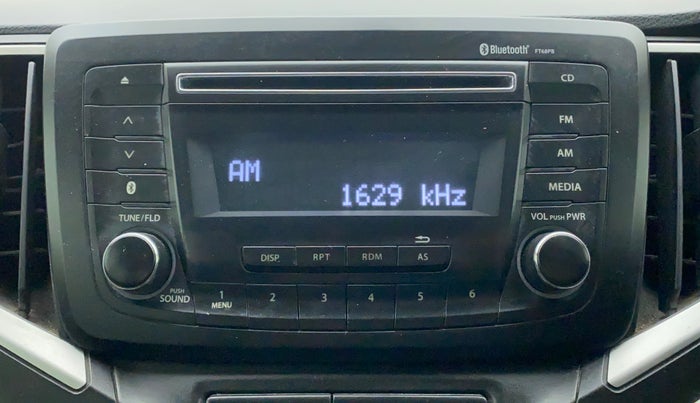 Bluetooth® FT68PB
CD
FM
AM
MEDIA
AM
1629 kHz
TUNE/FLD
VOL PUSH PWR
DISP RPT RDM AS
PUSH
SOUND
1 2 3 4 5 6
MENU